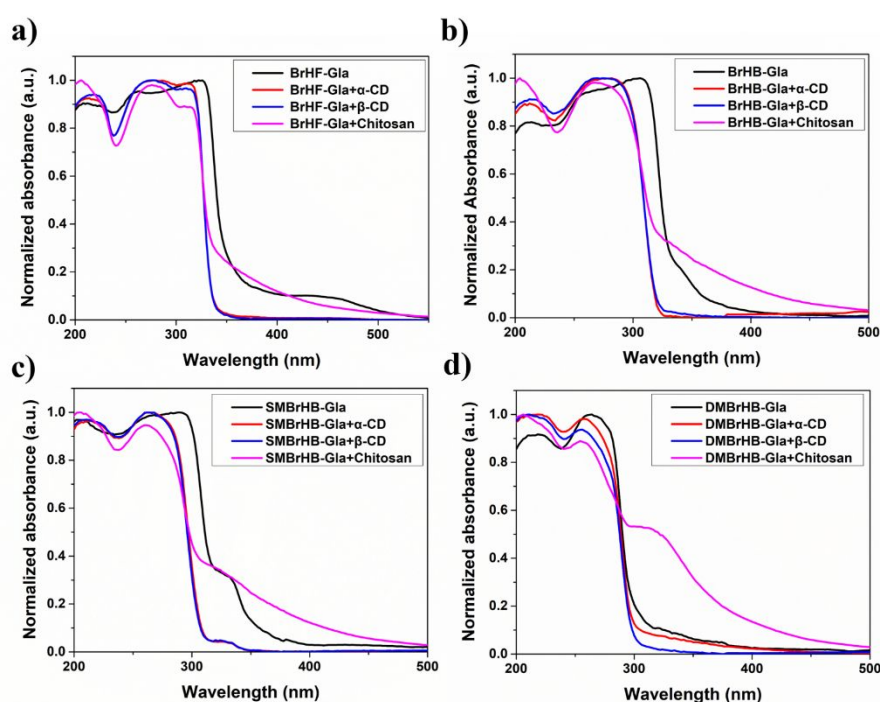 a)
BrHF-Gla
BrHF-Gla+α-CD
BrHF-Gla+β-CD
BrHF-Gla+Chitosan
Normalized absorbance (a.u.)
1.0
0.8
0.6
0.4
0.2
0.0
200
300
400
500
Wavelength (nm)
b)
BrHB-Gla
BrHB-Gla+α-CD
BrHB-Gla+β-CD
BrHB-Gla+Chitosan
Normalized Absorbance (a.u.)
1.0
0.8
0.6
0.4
0.2
0.0
200
300
400
500
Wavelength (nm)
c)
SMBrHB-Gla
SMBrHB-Gla+α-CD
SMBrHB-Gla+β-CD
SMBrHB-Gla+Chitosan
Normalized absorbance (a.u.)
1.0
0.8
0.6
0.4
0.2
0.0
200
300
400
500
Wavelength (nm)
d)
DMBrHB-Gla
DMBrHB-Gla+α-CD
DMBrHB-Gla+β-CD
DMBrHB-Gla+Chitosan
Normalized absorbance (a.u.)
1.0
0.8
0.6
0.4
0.2
0.0
200
300
400
500
Wavelength (nm)